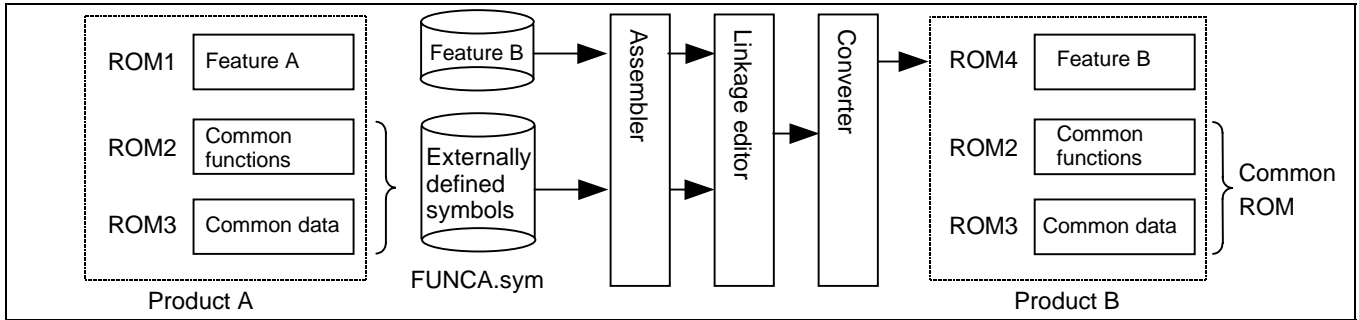 ROM1
Feature A
ROM2
Common
functions
ROM3
Common data
Product A
Feature B
Externally
defined
symbols
FUNCA.sym
Assembler
Linkage editor
Converter
ROM4
Feature B
ROM2
Common
functions
ROM3
Common data
Common
ROM
Product B